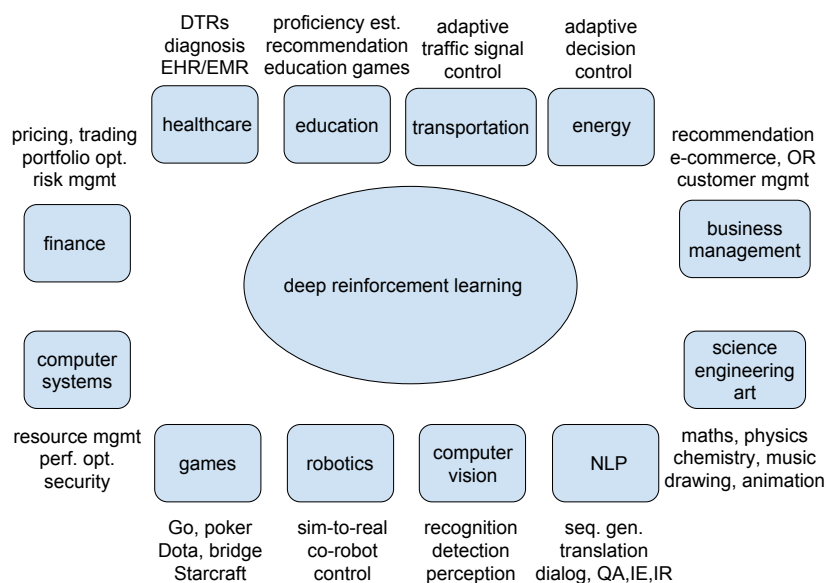 DTRs
diagnosis
EHR/EMR
healthcare
proficiency est.
recommendation
education games
education
adaptive
traffic signal
control
transportation
adaptive
decision
control
energy
pricing, trading
portfolio opt.
risk mgmt
finance
recommendation
e-commerce, OR
customer mgmt
business
management
deep reinforcement learning
computer
systems
resource mgmt
perf. opt.
security
science
engineering
art
maths, physics
chemistry, music
drawing, animation
games
Go, poker
Dota, bridge
Starcraft
robotics
sim-to-real
co-robot
control
computer
vision
recognition
detection
perception
NLP
seq. gen.
translation
dialog, QA,IE,IR